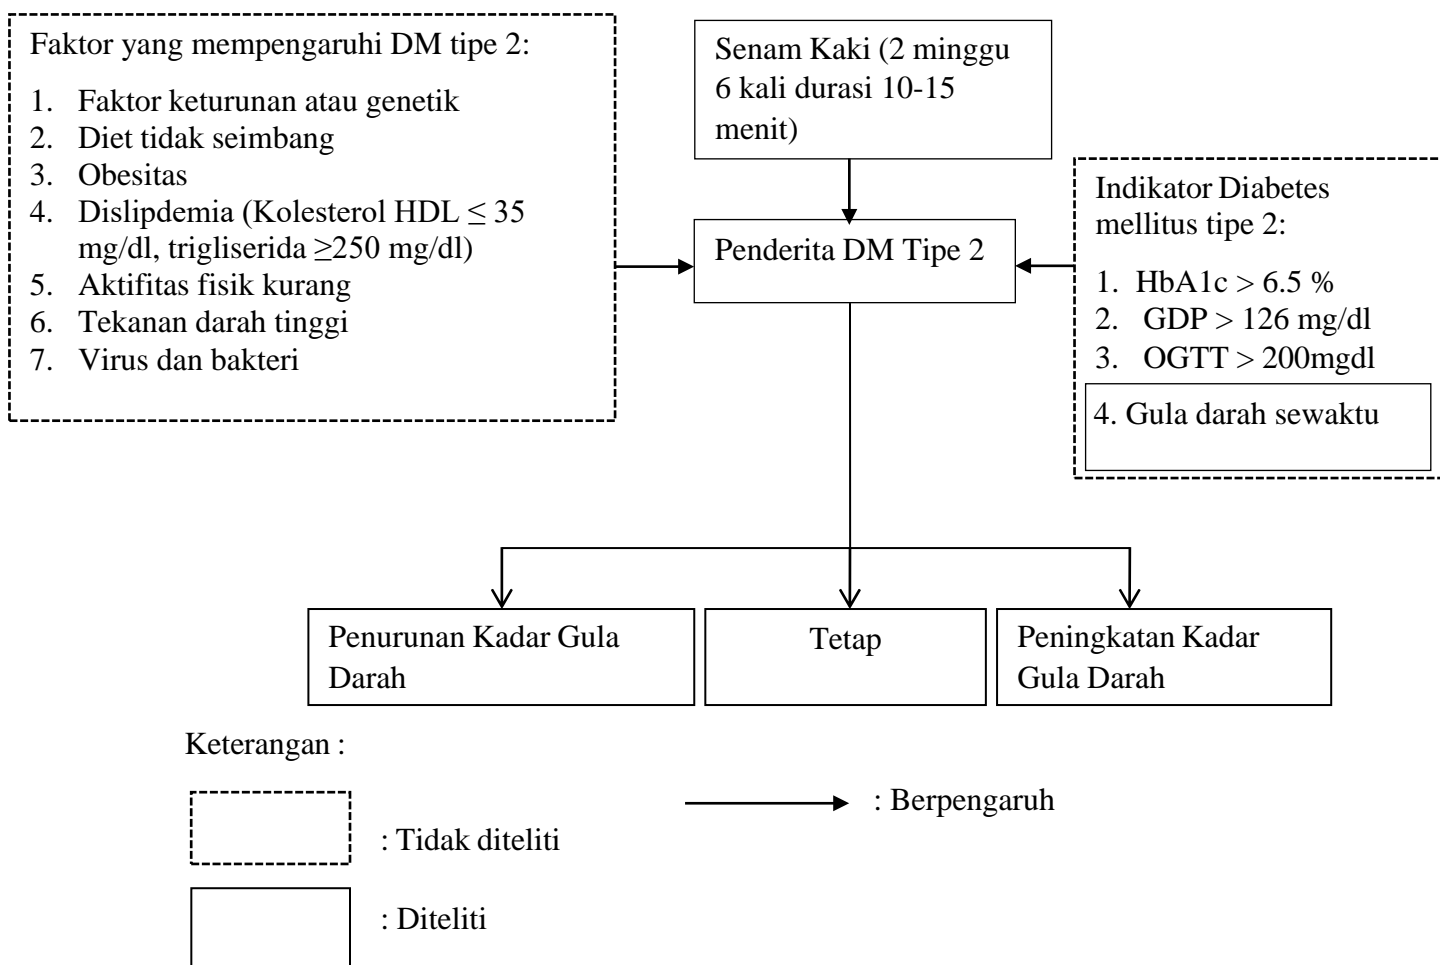 Faktor yang mempengaruhi DM tipe 2:
1. Faktor keturunan atau genetik
2. Diet tidak seimbang
3. Obesitas
4. Dislipdemia (Kolesterol HDL ≤ 35
mg/dl, trigliserida ≥250 mg/dl)
5. Aktifitas fisik kurang
6. Tekanan darah tinggi
7. Virus dan bakteri
Senam Kaki (2 minggu
6 kali durasi 10-15
menit)
Penderita DM Tipe 2
Indikator Diabetes
mellitus tipe 2:
1. HbA1c > 6.5 %
2. GDP > 126 mg/dl
3. OGTT > 200mgdl
4. Gula darah sewaktu
Penurunan Kadar Gula
Darah
Tetap
Peningkatan Kadar
Gula Darah
Keterangan :
: Berpengaruh
: Tidak diteliti
: Diteliti